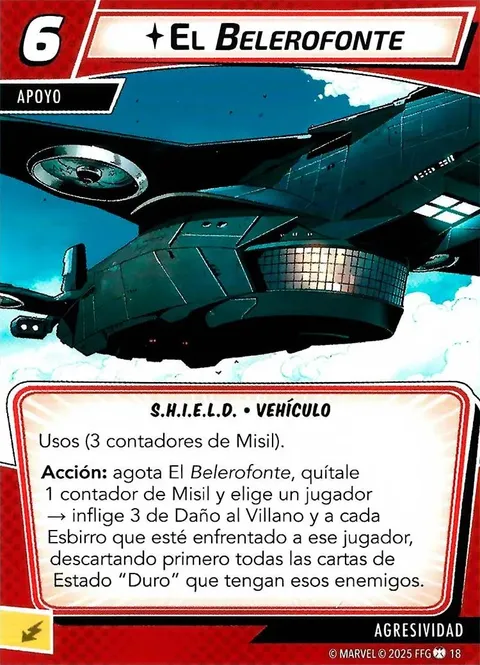 6
El Belerofonte
APOYO
S.H.I.E.L.D. • VEHÍCULO
Usos (3 contadores de Misil).
Acción: agota El Belerofonte, quítale
1 contador de Misil y elige un jugador
→ inflige 3 de Daño al Villano y a cada
Esbirro que esté enfrentado a ese jugador,
descartando primero todas las cartas de
Estado “Duro” que tengan esos enemigos.
AGRESIVIDAD
© MARVEL © 2025 FFG 18